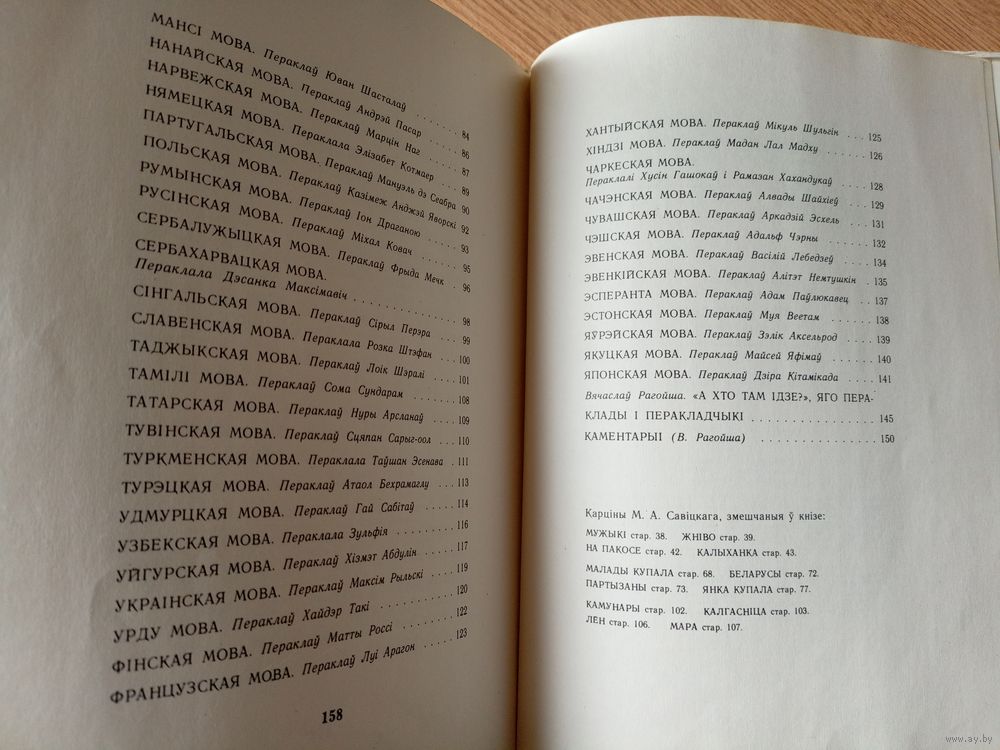 МАНСІ МОВА. Пераклаў Юван Шасталаў . . . . . . 84
НАНАЙСКАЯ МОВА. Пераклаў Андрэй Пасар . . . . 86
НАРВЕЖСКАЯ МОВА. Пераклаў Марцін Наг . . . . . 87
НЯМЕЦКАЯ МОВА. Пераклала Элізабет Котмаер . . . 89
ПАРТУГАЛЬСКАЯ МОВА. Пераклаў Мануэль дэ Сеабра 90
ПОЛЬСКАЯ МОВА. Пераклаў Казімеж Анджэй Яворскі 92
РУМЫНСКАЯ МОВА. Пераклаў Іон Драганою . . . . 93
РУСІНСКАЯ МОВА. Пераклаў Міхал Ковач . . . . . 95
СЕРБАЛУЖЫЦКАЯ МОВА. Пераклаў Фрыда Мечк . 96
СЕРБАХАРВАЦКАЯ МОВА.
Пераклала Дэсанка Максімавіч . . . . . . . . . . 98
СІНГАЛЬСКАЯ МОВА. Пераклаў Сірыл Перэра . . . . 99
СЛАВЕНСКАЯ МОВА. Пераклала Розка Штэфан . . . 100
ТАДЖЫКСКАЯ МОВА. Пераклаў Лоік Шэралі . . . . 101
ТАМІЛІ МОВА. Пераклаў Сома Сундарам . . . . . . 108
ТАТАРСКАЯ МОВА. Пераклаў Нуры Арсланаў . . . . 109
ТУВІНСКАЯ МОВА. Пераклаў Сцяпан Сарыг-оол . . . 110
ТУРКМЕНСКАЯ МОВА. Пераклала Таўшан Эсенава . 111
ТУРЭЦКАЯ МОВА. Пераклаў Атаол Бехрамаглу . . . . 113
УДМУРЦКАЯ МОВА. Пераклаў Гай Сабітаў . . . . . 114
УЗБЕКСКАЯ МОВА. Пераклала Зульфія . . . . . . . 116
УЙГУРСКАЯ МОВА. Пераклаў Хізмэт Абдулін . . . . 117
УКРАІНСКАЯ МОВА. Пераклаў Максім Рыльскі . . . . 119
УРДУ МОВА. Пераклаў Хайдэр Такі . . . . . . . . . 120
ФІНСКАЯ МОВА. Пераклаў Матты Россі . . . . . . . 122
ФРАНЦУЗСКАЯ МОВА. Пераклаў Луі Арагон . . . . 123
158
ХАНТЫЙСКАЯ МОВА. Пераклаў Мікуль Шульгін . . . 125
ХІНДЗІ МОВА. Пераклаў Мадан Лал Мадху . . . . . . 126
ЧАРКЕСКАЯ МОВА.
Пераклалі Хусін Гашокаў і Рамазан Хахандукаў . . . . 128
ЧАЧЭНСКАЯ МОВА. Пераклаў Алвады Шайхіеў . . . . 129
ЧУВАШСКАЯ МОВА. Пераклаў Аркадзій Эсхель . . . . 131
ЧЭШСКАЯ МОВА. Пераклаў Адальф Чэрны . . . . . . 132
ЭВЕНСКАЯ МОВА. Пераклаў Васілій Лебедзеў . . . . . 134
ЭВЕНКІЙСКАЯ МОВА. Пераклаў Алітэт Немтушкін . . 135
ЭСПЕРАНТА МОВА. Пераклаў Адам Паўлюкавец . . . 137
ЭСТОНСКАЯ МОВА. Пераклаў Муя Веетам . . . . . . 138
ЯЎРЭЙСКАЯ МОВА. Пераклаў Зэлік Аксельрод . . . . 139
ЯКУЦКАЯ МОВА. Пераклаў Майсей Яфімаў . . . . . . 140
ЯПОНСКАЯ МОВА. Пераклаў Дзіра Кітамікада . . . . 141
Вячаслаў Рагойша. «А ХТО ТАМ ІДЗЕ?», ЯГО ПЕРА-
КЛАДЫ І ПЕРАКЛАДЧЫКІ . . . . . . . . . . . . . . 145
КАМЕНТАРЫІ (В. Рагойша) . . . . . . . . . . . . . 150
Карціны М. А. Савіцкага, змешчаныя ў кнізе:
МУЖЫКІ стар. 38. ЖНІВО стар. 39.
НА ПАКОСЕ стар. 42. КАЛЫХАНКА стар. 43.
МАЛАДЫ КУПАЛА стар. 68. БЕЛАРУСЫ стар. 72.
ПАРТЫЗАНЫ стар. 73. ЯНКА КУПАЛА стар. 77.
КАМУНАРЫ стар. 102. КАЛГАСНІЦА стар. 103.
ЛЁН стар. 106. МАРА стар. 107.
www.ay.by